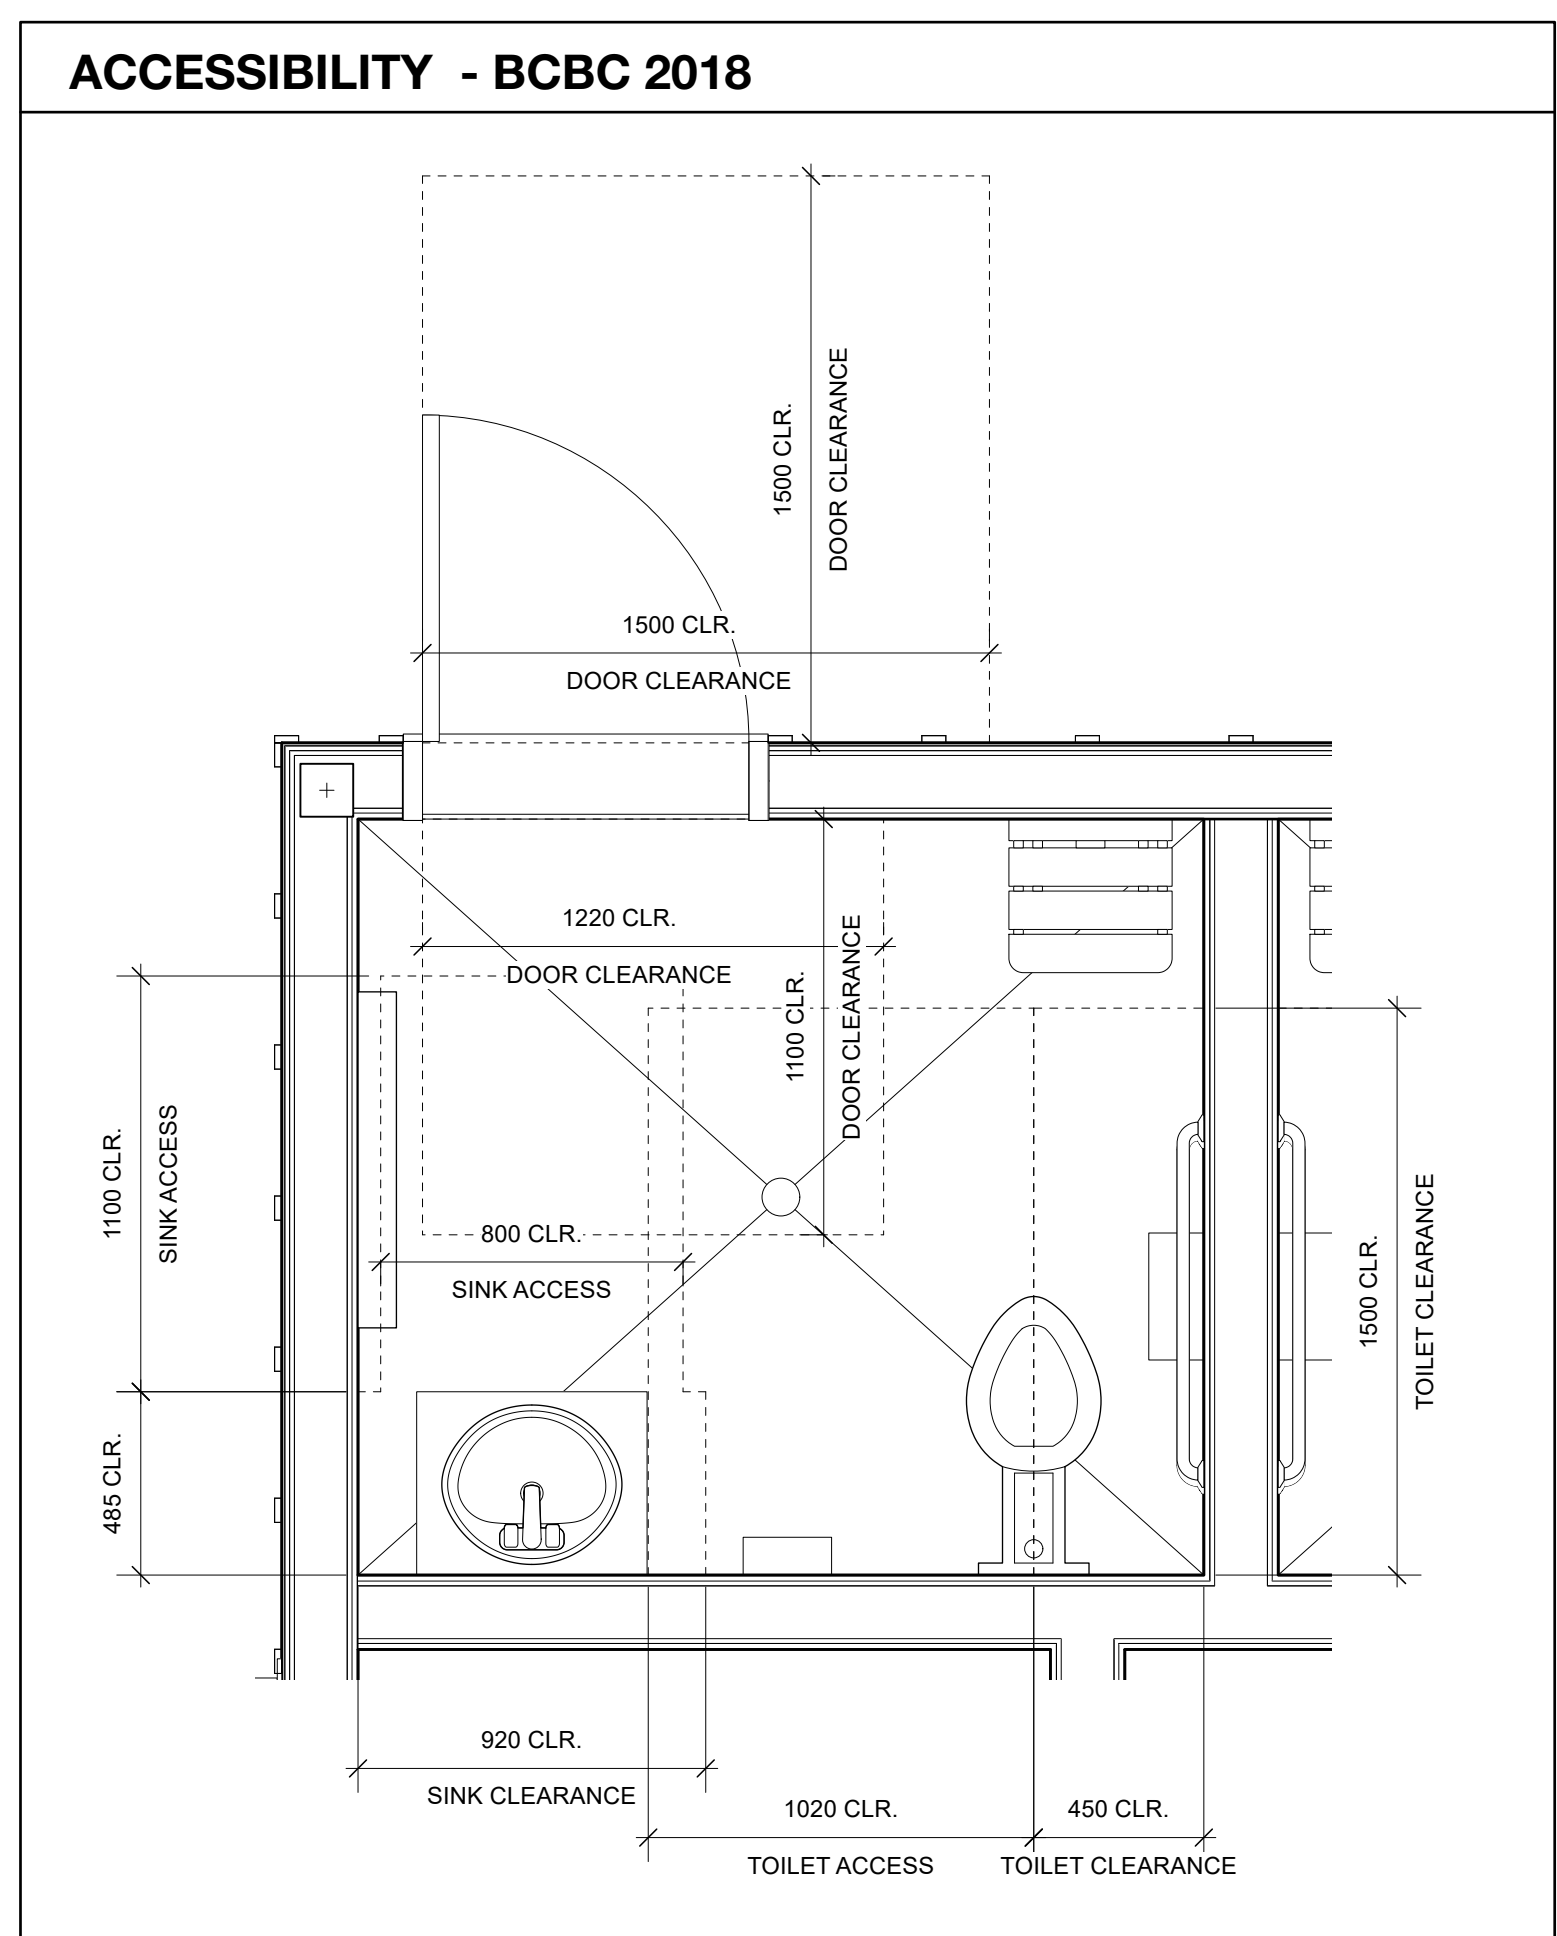 ACCESSIBILITY - BCBC 2018
1500 CLR.
DOOR CLEARANCE
1500 CLR.
DOOR CLEARANCE
1220 CLR.
DOOR CLEARANCE
1100 CLR.
DOOR CLEARANCE
1100 CLR.
SINK ACCESS
800 CLR.
SINK ACCESS
1500 CLR.
TOILET CLEARANCE
485 CLR.
920 CLR.
SINK CLEARANCE
1020 CLR.
TOILET ACCESS
450 CLR.
TOILET CLEARANCE